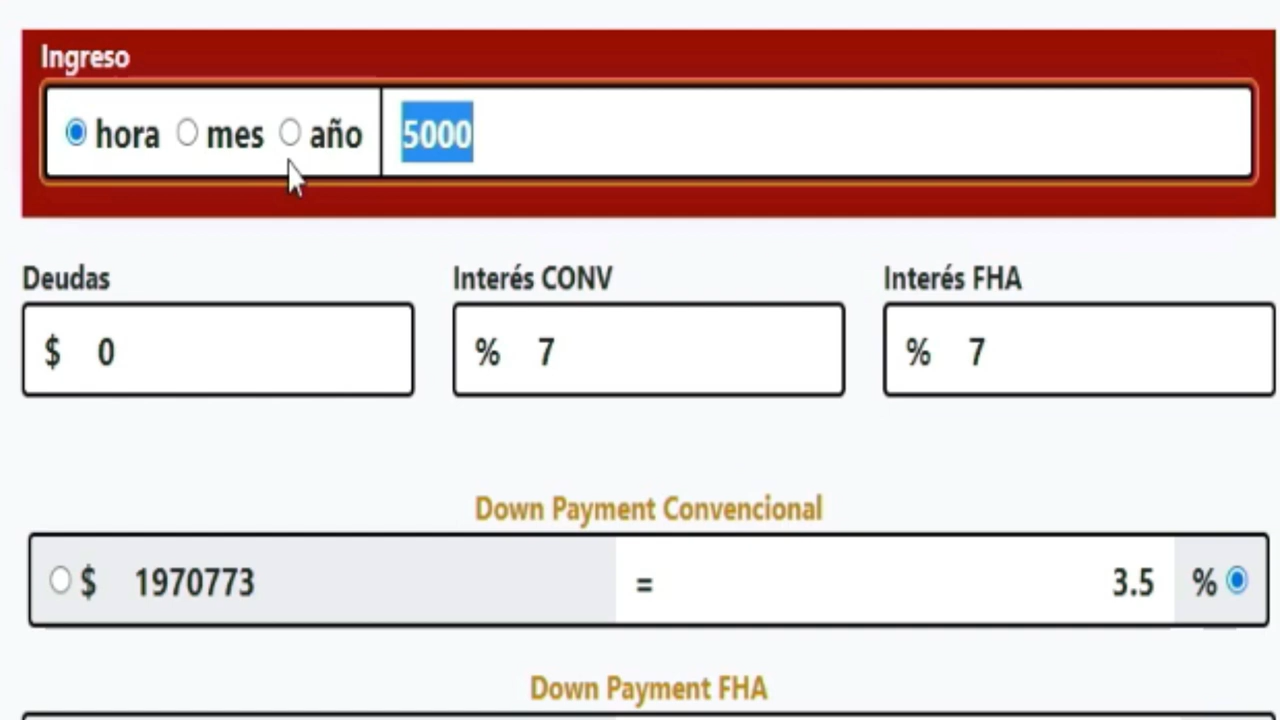 Ingreso
hora mes año 5000
Deudas Interés CONV Interés FHA
$ 0 % 7 % 7
Down Payment Convencional
$ 1970773 = 3.5 %
Down Payment FHA